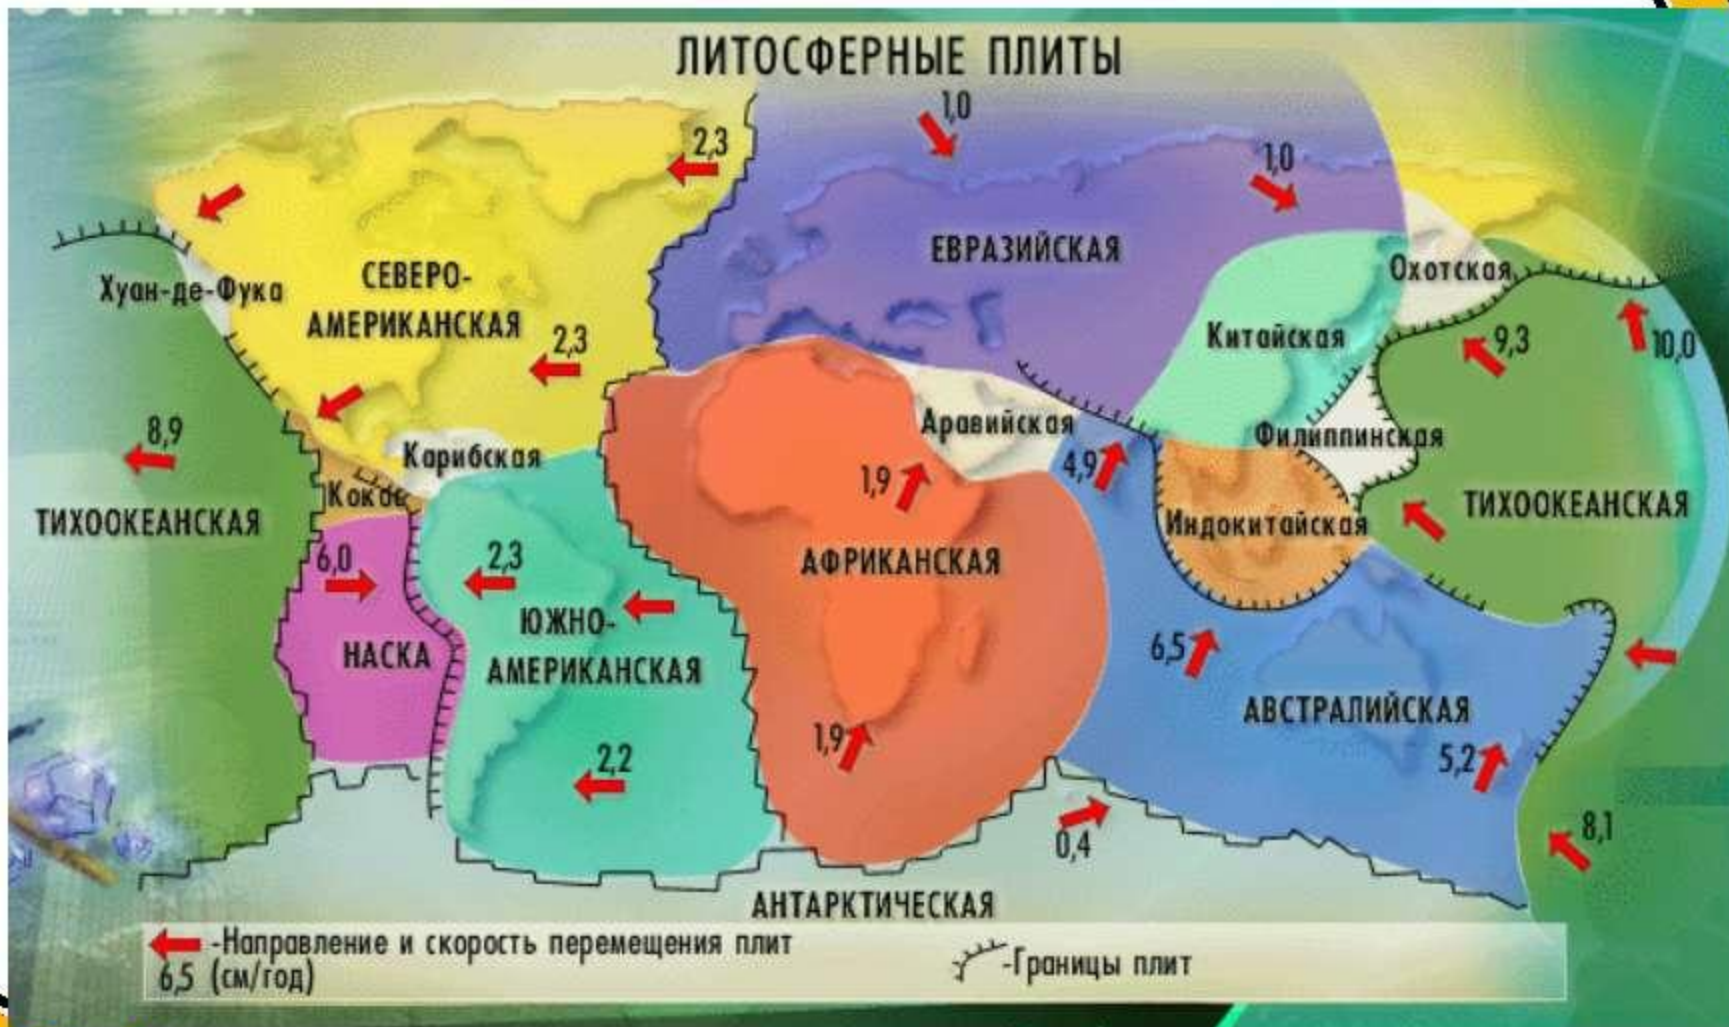 ЛИТОСФЕРНЫЕ ПЛИТЫ
1,0
2,3
1,0
ЕВРАЗИЙСКАЯ
Охотская
Хуан-де-Фука
СЕВЕРО-
АМЕРИКАНСКАЯ
Китайская
2,3
9,3
10,0
8,9
Карибская
Аравийская
Филиппинская
4,9
1,9
Кокос
ТИХООКЕАНСКАЯ
ТИХООКЕАНСКАЯ
Индокитайская
6,0
2,3
АФРИКАНСКАЯ
ЮЖНО-
АМЕРИКАНСКАЯ
НАСКА
6,5
АВСТРАЛИЙСКАЯ
1,9
2,2
5,2
0,4
8,1
АНТАРКТИЧЕСКАЯ
-Направление и скорость перемещения плит
6,5 (см/год)
-Границы плит